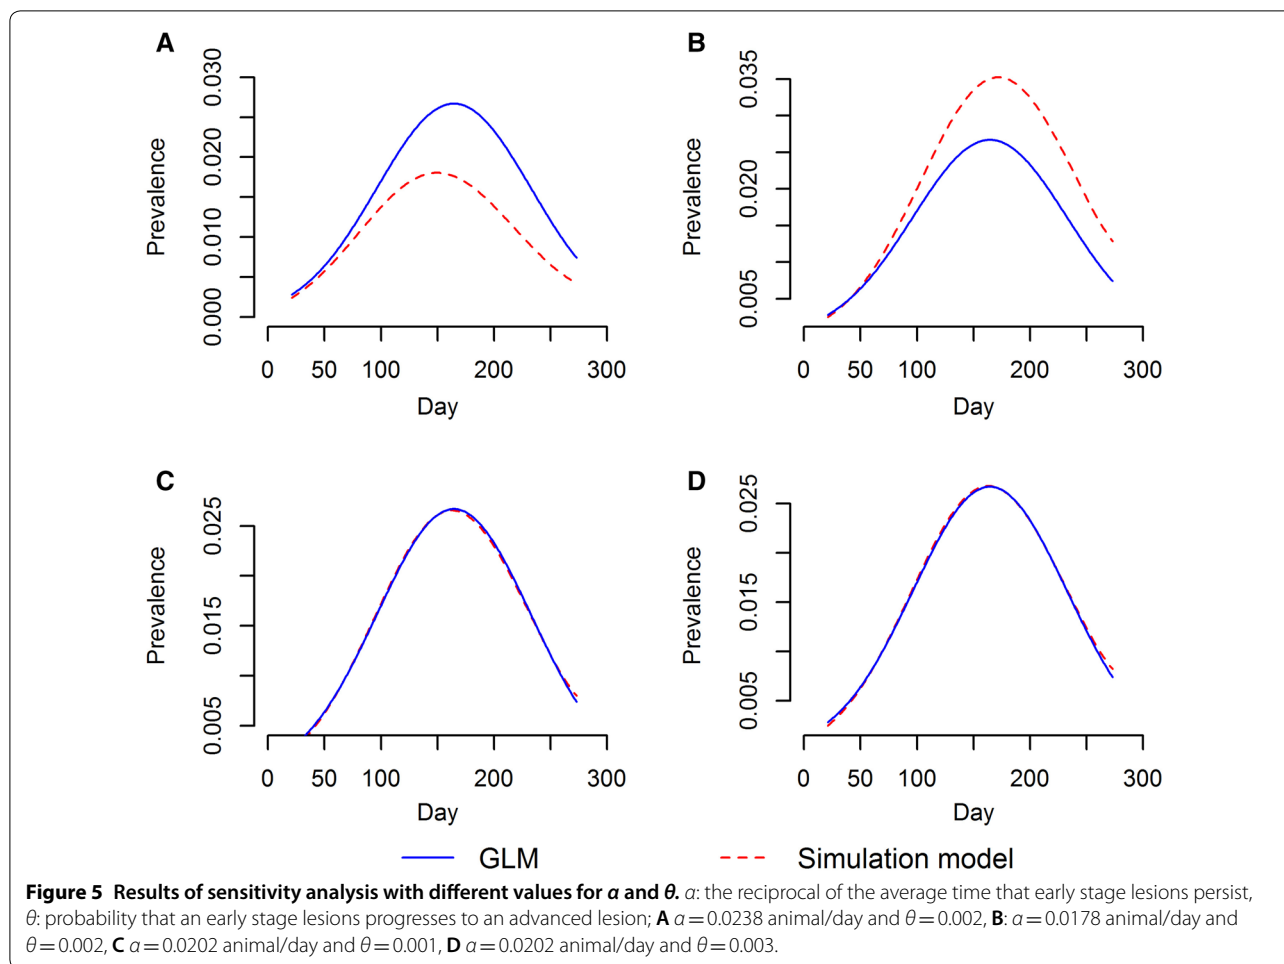 A
B
Prevalence
0.000 0.010 0.020 0.030
0 50 100 200 300
Day
Prevalence
0.005 0.020 0.035
0 50 100 200 300
Day
C
D
Prevalence
0.005 0.015 0.025
0 50 100 200 300
Day
Prevalence
0.005 0.015 0.025
0 50 100 200 300
Day
GLM Simulation model
Figure 5 Results of sensitivity analysis with different values for α and θ. α: the reciprocal of the average time that early stage lesions persist,
θ: probability that an early stage lesions progresses to an advanced lesion; A α = 0.0238 animal/day and θ = 0.002, B: α = 0.0178 animal/day and
θ = 0.002, C α = 0.0202 animal/day and θ = 0.001, D α = 0.0202 animal/day and θ = 0.003.